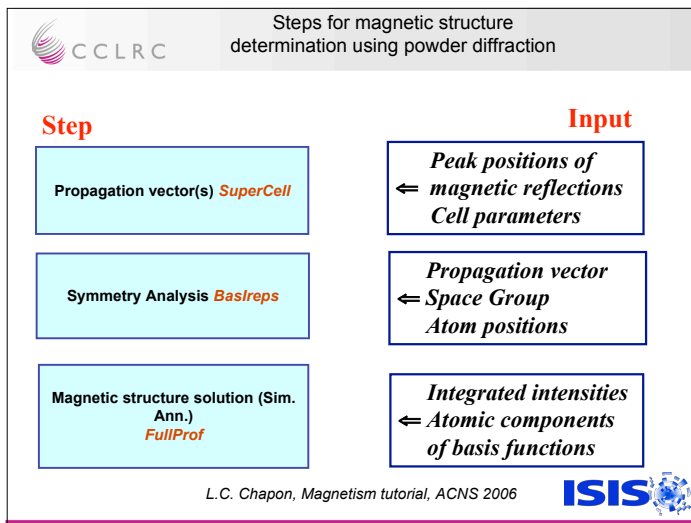 CCLRC
Steps for magnetic structure
determination using powder diffraction
Step
Input
Propagation vector(s) SuperCell
⇐
Peak positions of
magnetic reflections
Cell parameters
Symmetry Analysis BasIreps
⇐
Propagation vector
Space Group
Atom positions
Magnetic structure solution (Sim.
Ann.)
FullProf
⇐
Integrated intensities
Atomic components
of basis functions
L.C. Chapon, Magnetism tutorial, ACNS 2006
ISIS